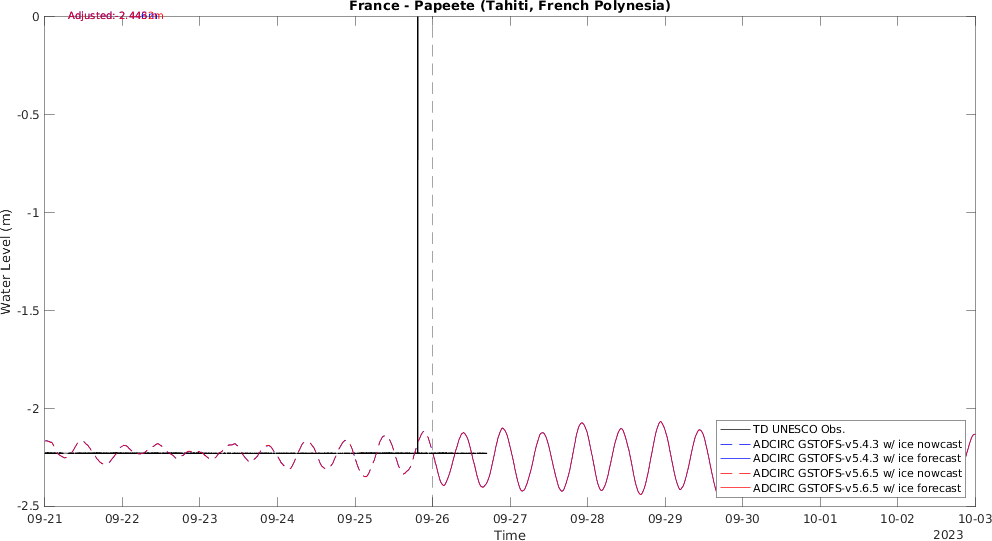 France - Papeete (Tahiti, French Polynesia)
Adjusted:
0
-0.5
-1
-1.5
-2
-2.5
Water Level (m)
TD UNESCO Obs.
ADCIRC GSTOFS-v5.4.3 w/ ice nowcast
ADCIRC GSTOFS-v5.4.3 w/ ice forecast
ADCIRC GSTOFS-v5.6.5 w/ ice nowcast
ADCIRC GSTOFS-v5.6.5 w/ ice forecast
09-21 09-22 09-23 09-24 09-25 09-26 09-27 09-28 09-29 09-30 10-01 10-02 10-03
Time
2023